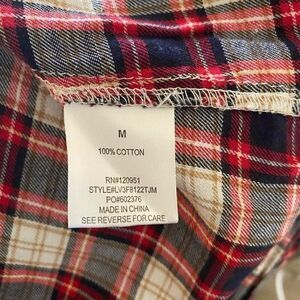 M
100% COTTON
RN#120951
STYLE#LV3F8122TJM
PO#602376
MADE IN CHINA
SEE REVERSE FOR CARE